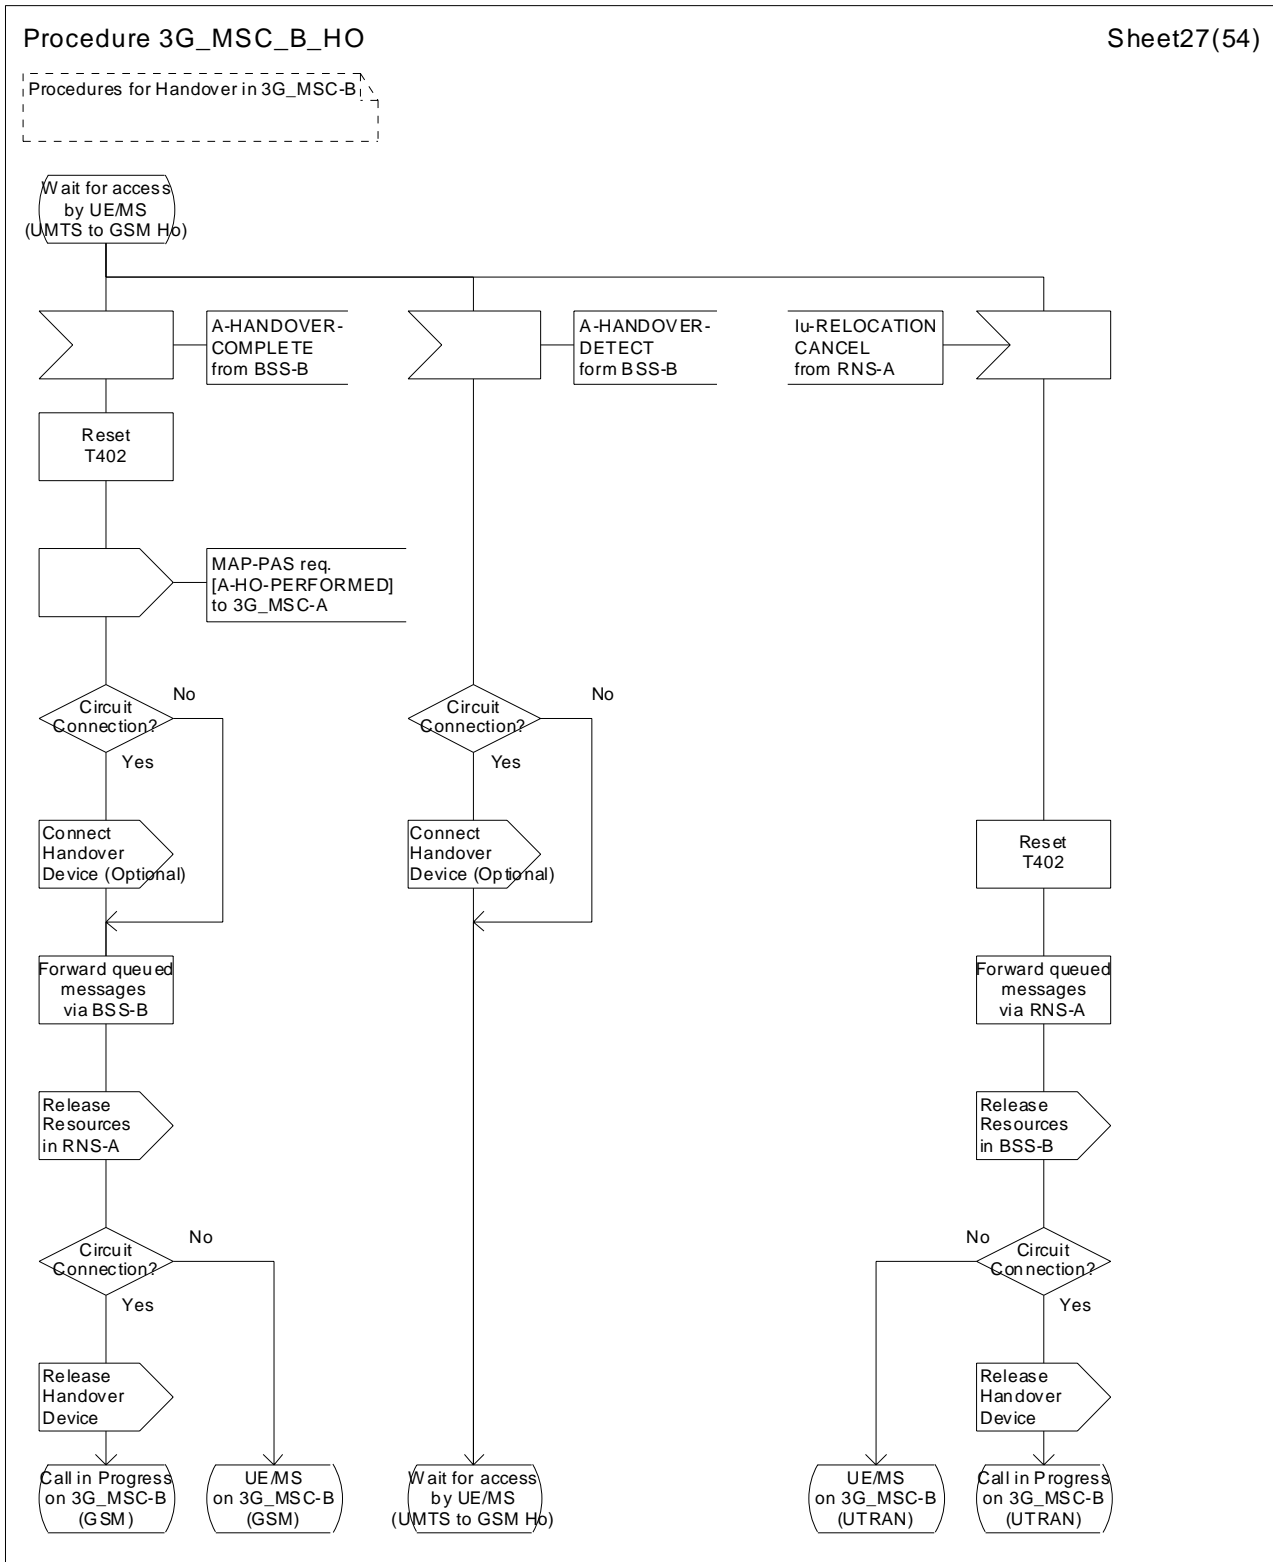 Procedure 3G_MSC_B_HO
Sheet27(54)
Procedures for Handover in 3G_MSC-B
Wait for access
by UE/MS
(UMTS to GSM Ho)
A-HANDOVER-
COMPLETE
from BSS-B
A-HANDOVER-
DETECT
form BSS-B
Iu-RELOCATION
CANCEL
from RNS-A
Reset
T402
MAP-PAS req.
[A-HO-PERFORMED]
to 3G_MSC-A
Circuit
Connection?
No
Yes
Circuit
Connection?
No
Yes
Connect
Handover
Device (Optional)
Connect
Handover
Device (Optional)
Reset
T402
Forward queued
messages
via BSS-B
Forward queued
messages
via RNS-A
Release
Resources
in RNS-A
Release
Resources
in BSS-B
Circuit
Connection?
No
Yes
No
Circuit
Connection?
Yes
Release
Handover
Device
Release
Handover
Device
Call in Progress
on 3G_MSC-B
(GSM)
UE/MS
on 3G_MSC-B
(GSM)
Wait for access
by UE/MS
(UMTS to GSM Ho)
UE/MS
on 3G_MSC-B
(UTRAN)
Call in Progress
on 3G_MSC-B
(UTRAN)